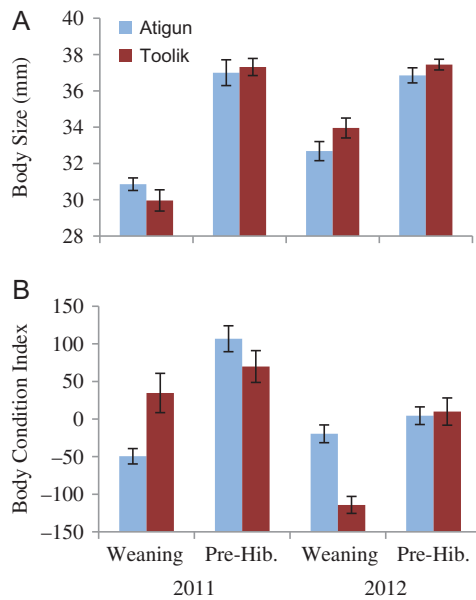 A
Atigun
Toolik
Body Size (mm)
40
38
36
34
32
30
28
B
Body Condition Index
150
100
50
0
−50
−100
−150
Weaning Pre-Hib. Weaning Pre-Hib.
2011 2012